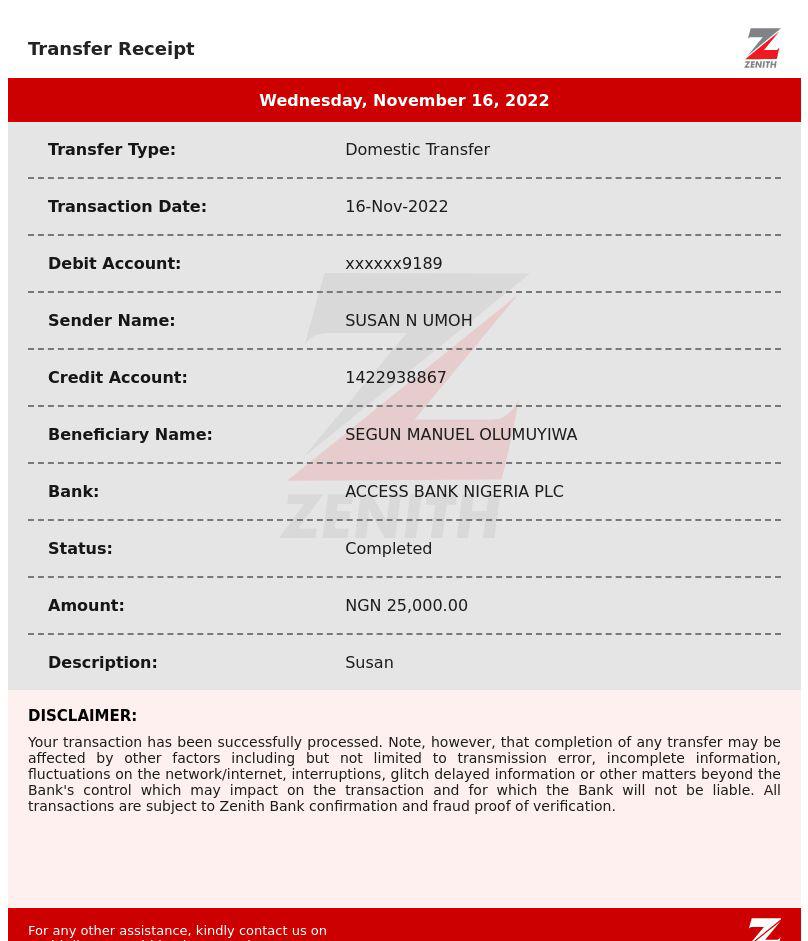 Transfer Receipt
ZENITH
Wednesday, November 16, 2022
Transfer Type: Domestic Transfer
Transaction Date: 16-Nov-2022
Debit Account: xxxxxx9189
Sender Name: SUSAN N UMOH
Credit Account: 1422938867
Beneficiary Name: SEGUN MANUEL OLUMUYIWA
Bank: ACCESS BANK NIGERIA PLC
ZENITH
Status: Completed
Amount: NGN 25,000.00
Description: Susan
DISCLAIMER:
Your transaction has been successfully processed. Note, however, that completion of any transfer may be
affected by other factors including but not limited to transmission error, incomplete information,
fluctuations on the network/internet, interruptions, glitch delayed information or other matters beyond the
Bank's control which may impact on the transaction and for which the Bank will not be liable. All
transactions are subject to Zenith Bank confirmation and fraud proof of verification.
For any other assistance, kindly contact us on